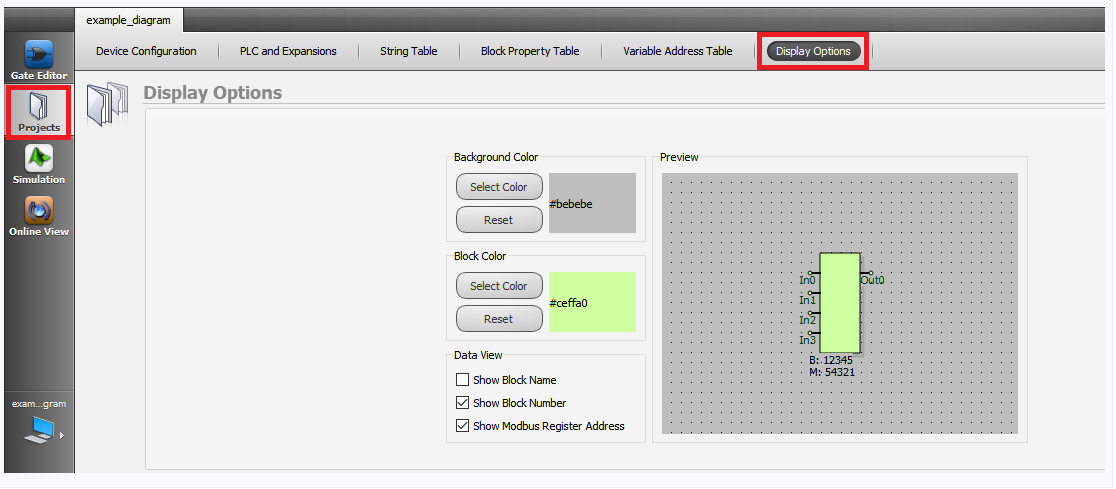 example_diagram
Device Configuration
PLC and Expansions
String Table
Block Property Table
Variable Address Table
Display Options
Gate Editor
Projects
Simulation
Online View
exam...gram
Display Options
Background Color
Select Color
Reset
#bebebe
Block Color
Select Color
Reset
#ceffa0
Data View
Show Block Name
Show Block Number
Show Modbus Register Address
Preview
In0
Out0
In1
In2
In3
B: 12345
M: 54321